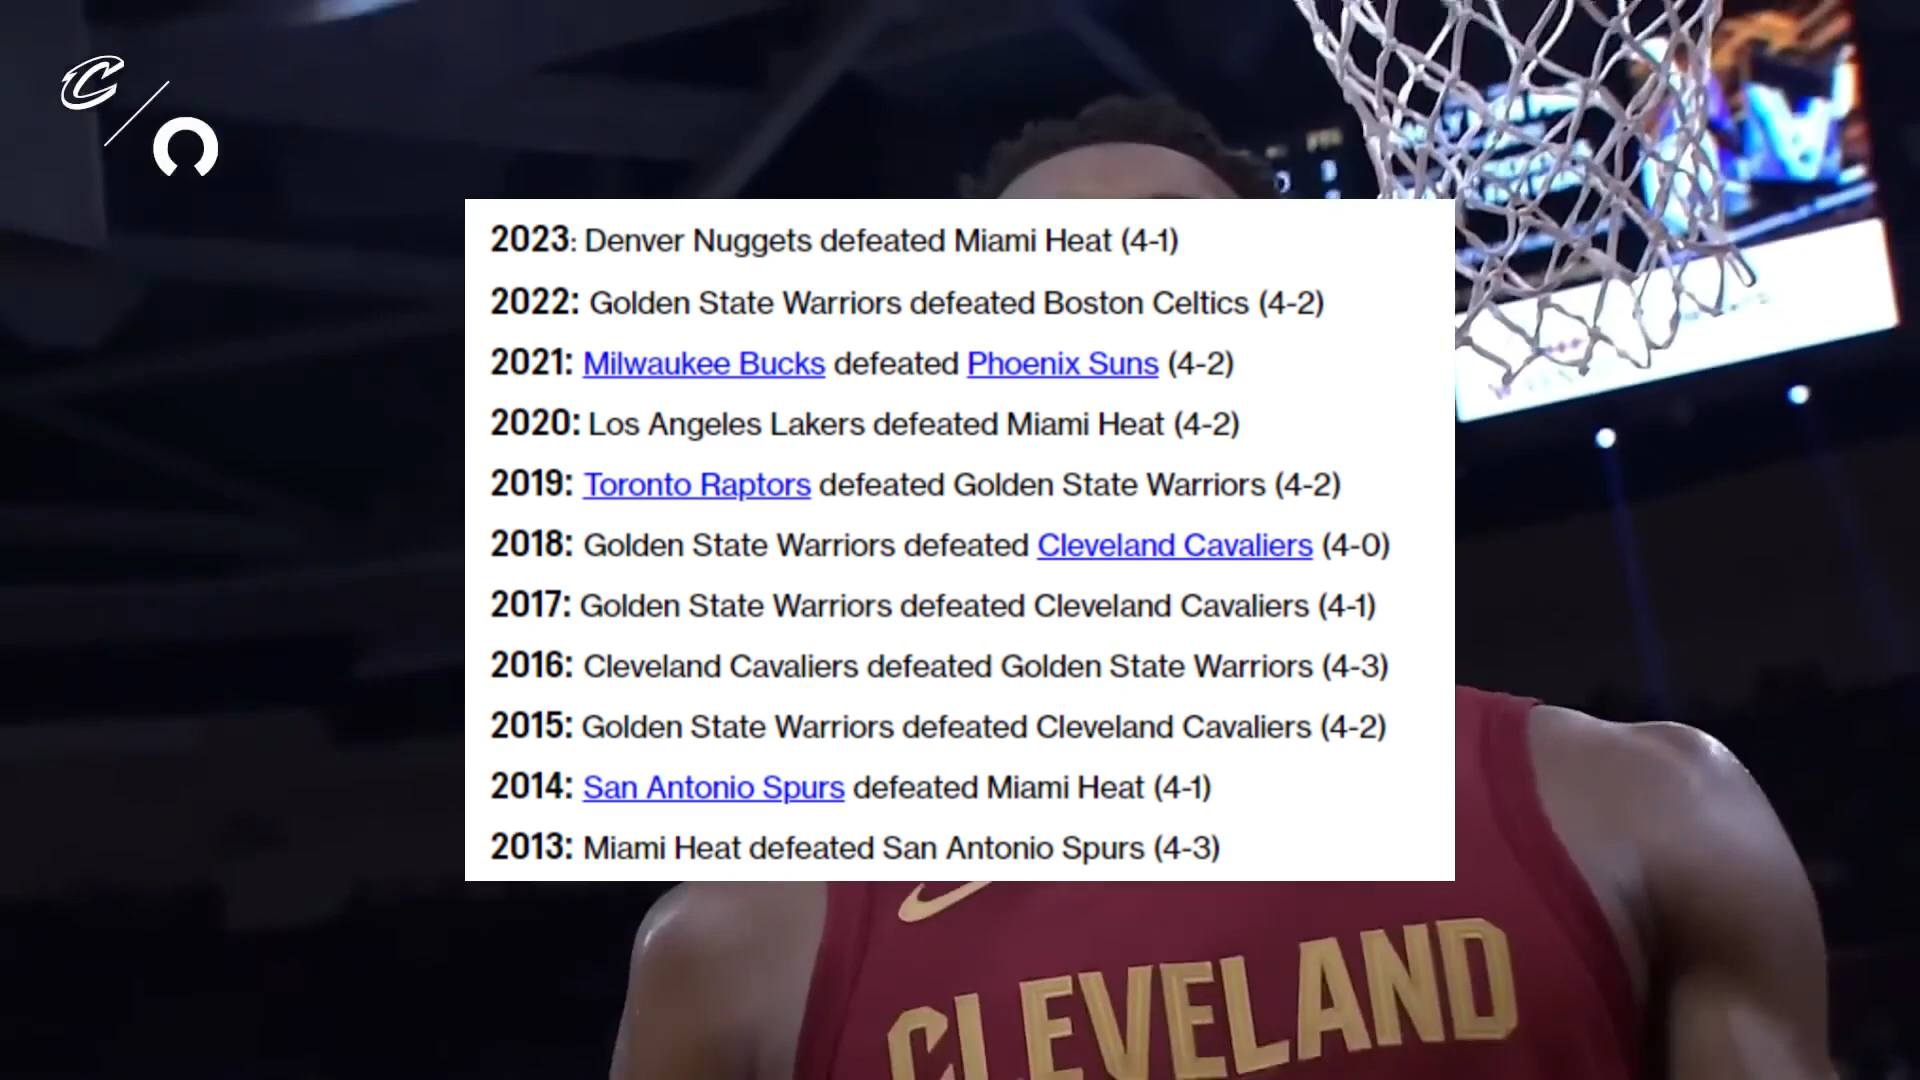 2023: Denver Nuggets defeated Miami Heat (4-1)
2022: Golden State Warriors defeated Boston Celtics (4-2)
2021: Milwaukee Bucks defeated Phoenix Suns (4-2)
2020: Los Angeles Lakers defeated Miami Heat (4-2)
2019: Toronto Raptors defeated Golden State Warriors (4-2)
2018: Golden State Warriors defeated Cleveland Cavaliers (4-0)
2017: Golden State Warriors defeated Cleveland Cavaliers (4-1)
2016: Cleveland Cavaliers defeated Golden State Warriors (4-3)
2015: Golden State Warriors defeated Cleveland Cavaliers (4-2)
2014: San Antonio Spurs defeated Miami Heat (4-1)
2013: Miami Heat defeated San Antonio Spurs (4-3)
CLEVELAND